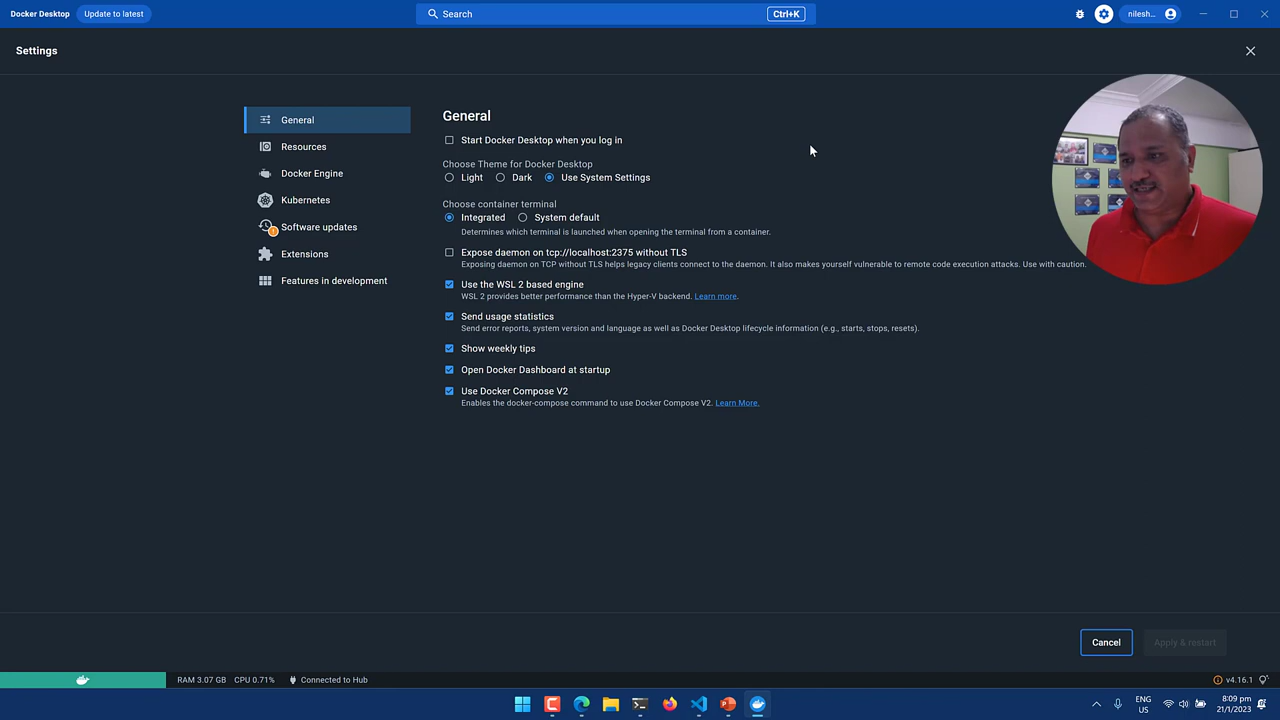 Docker Desktop
Update to latest
Search
Ctrl+K
nilesh...
Settings
General
Resources
Docker Engine
Kubernetes
Software updates
Extensions
Features in development
General
Start Docker Desktop when you log in
Choose Theme for Docker Desktop
Light Dark Use System Settings
Choose container terminal
Integrated System default
Determines which terminal is launched when opening the terminal from a container.
Expose daemon on tcp://localhost:2375 without TLS
Exposing daemon on TCP without TLS helps legacy clients connect to the daemon. It also makes yourself vulnerable to remote code execution attacks. Use with caution.
Use the WSL 2 based engine
WSL 2 provides better performance than the Hyper-V backend. Learn more.
Send usage statistics
Send error reports, system version and language as well as Docker Desktop lifecycle information (e.g., starts, stops, resets).
Show weekly tips
Open Docker Dashboard at startup
Use Docker Compose V2
Enables the docker-compose command to use Docker Compose V2. Learn More.
Cancel
Apply & restart
RAM 3.07 GB CPU 0.71% Connected to Hub
v4.16.1
ENG
US
8:09 pm
21/1/2023